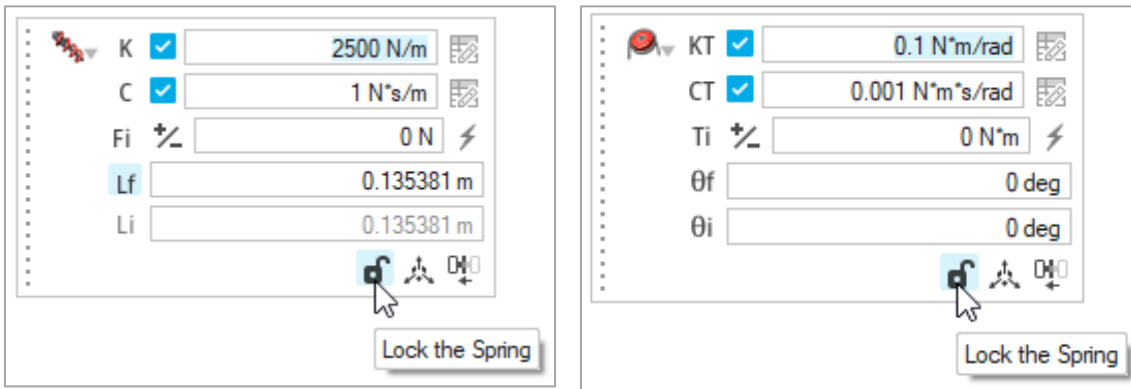 K 2500 N/m
C 1 N*s/m
Fi 0 N
Lf 0.135381 m
Li 0.135381 m
Lock the Spring
KT 0.1 N*m/rad
CT 0.001 N*m*s/rad
Ti 0 N*m
θf 0 deg
θi 0 deg
Lock the Spring